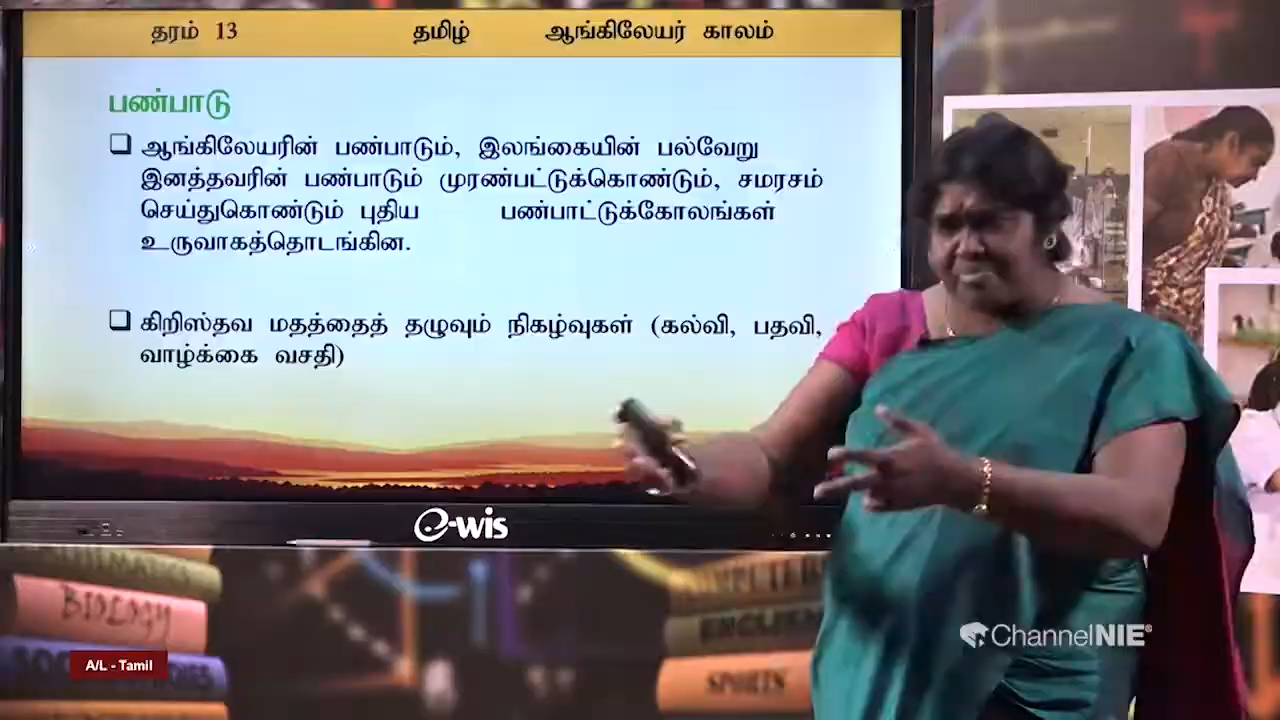 தரம் 13 தமிழ் ஆங்கிலேயர் காலம்
பண்பாடு
ஆங்கிலேயரின் பண்பாடும், இலங்கையின் பல்வேறு
இனத்தவரின் பண்பாடும் முரண்பட்டுக்கொண்டும், சமரசம்
செய்துகொண்டும் புதிய பண்பாட்டுக்கோலங்கள்
உருவாகத்தொடங்கின.
கிறிஸ்தவ மதத்தைத் தழுவும் நிகழ்வுகள் (கல்வி, பதவி,
வாழ்க்கை வசதி)
e-wis
BIOLOGY
SPORTS
ChannelNIE
A/L - Tamil